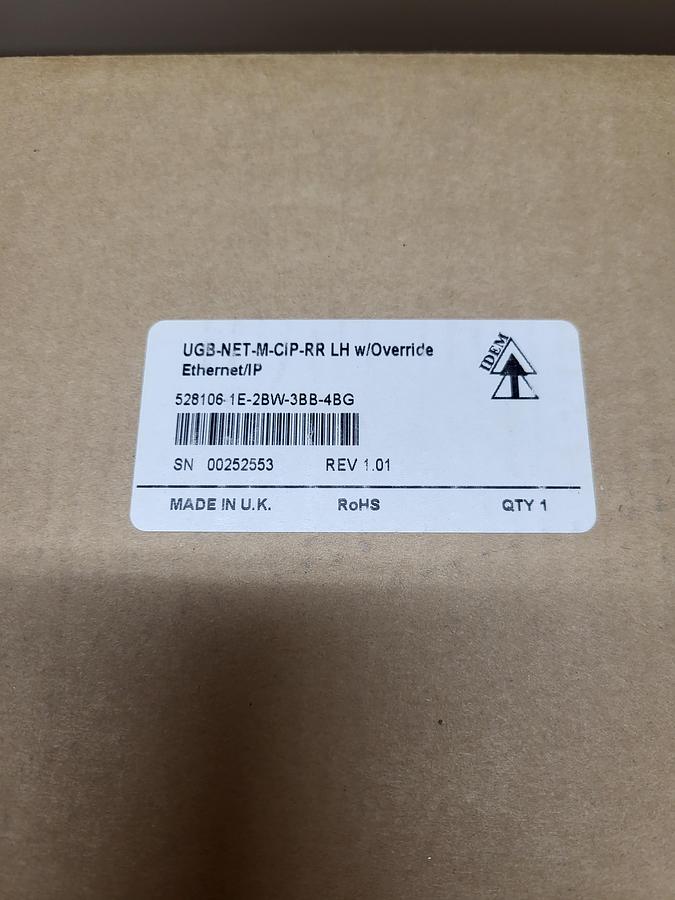 UGB-NET-M-CIP-RR LH w/Override
Ethernet/IP
IDEM
528106-1E-2BW-3BB-4BG
SN 00252553 REV 1.01
MADE IN U.K. RoHS QTY 1